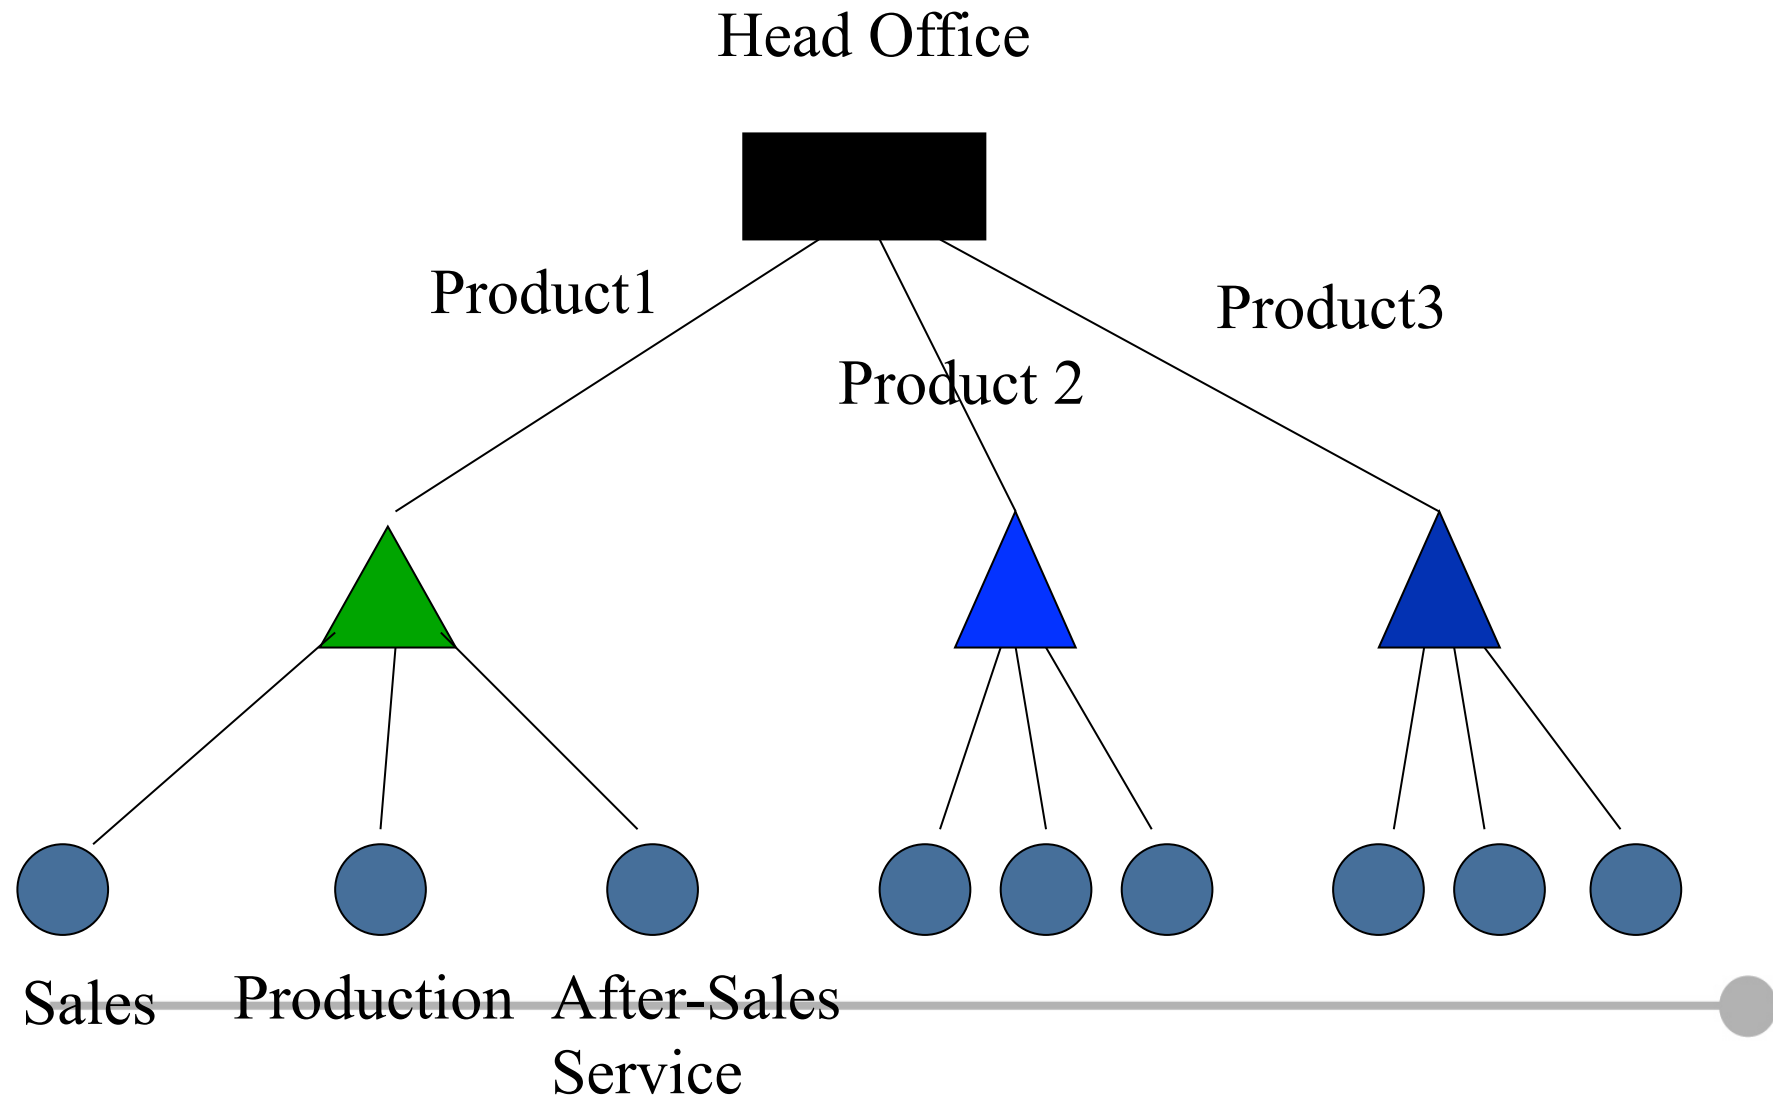 Head Office
Product1
Product3
Product 2
Sales
Production
After-Sales
Service